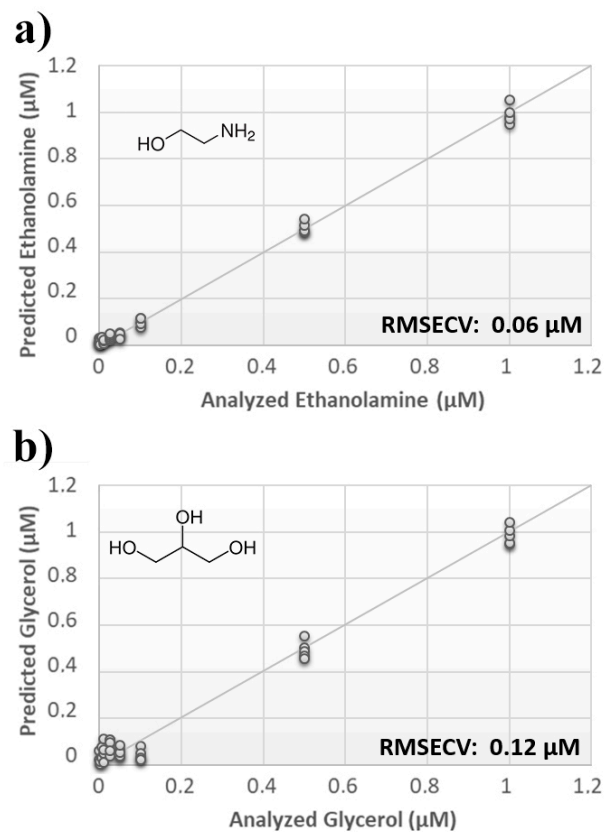 a)
Predicted Ethanolamine (µM)
1.2
1
0.8
0.6
0.4
0.2
0
HO
NH2
RMSECV: 0.06 µM
0 0.2 0.4 0.6 0.8 1 1.2
Analyzed Ethanolamine (µM)
b)
Predicted Glycerol (µM)
1.2
1
0.8
0.6
0.4
0.2
0
OH
HO
OH
RMSECV: 0.12 µM
0 0.2 0.4 0.6 0.8 1 1.2
Analyzed Glycerol (µM)